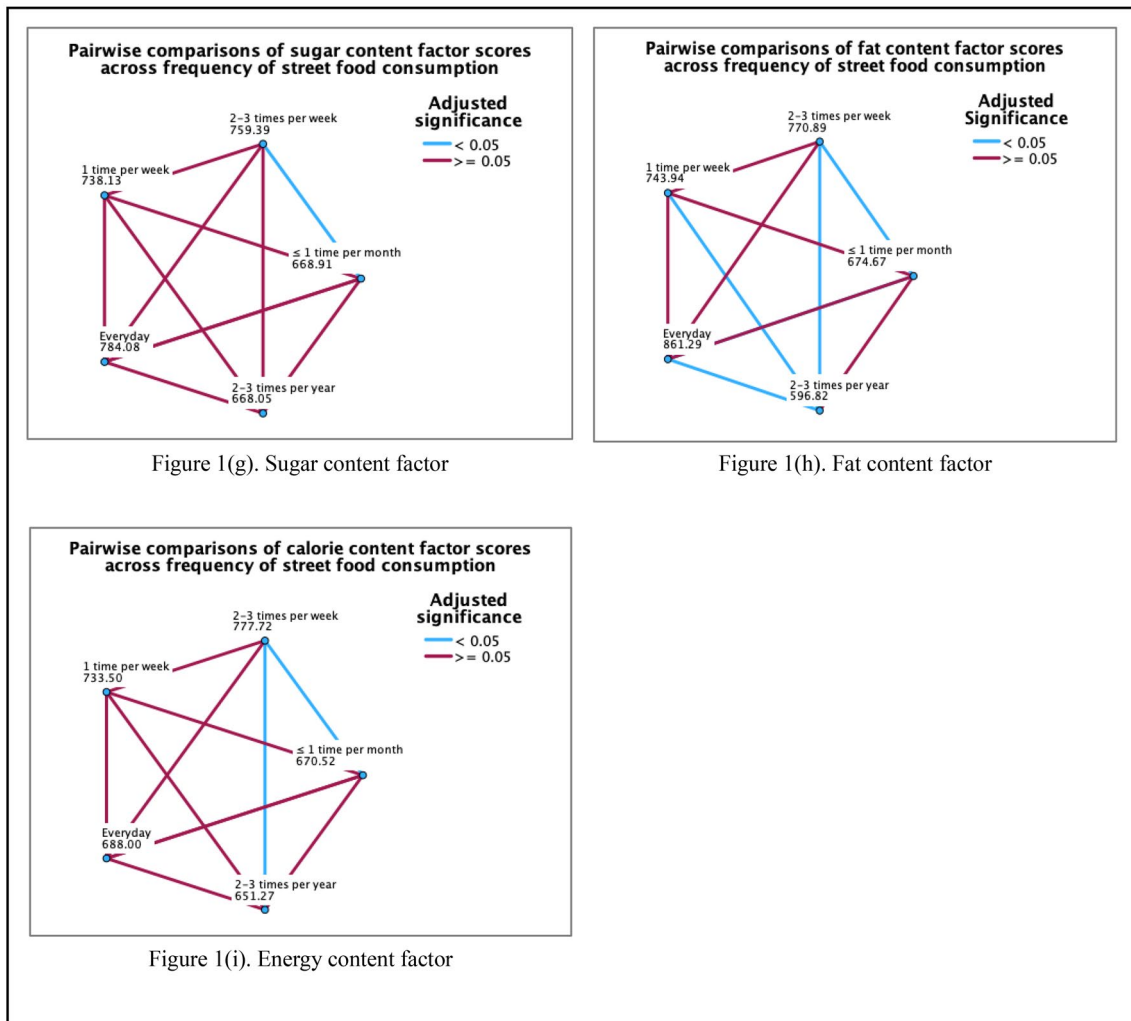 Pairwise comparisons of sugar content factor scores
across frequency of street food consumption
Adjusted
significance
< 0.05
>= 0.05
2-3 times per week
759.39
1 time per week
738.13
≤ 1 time per month
668.91
Everyday
784.08
2-3 times per year
668.05
Figure 1(g). Sugar content factor
Pairwise comparisons of fat content factor scores
across frequency of street food consumption
Adjusted
Significance
< 0.05
>= 0.05
2-3 times per week
770.89
1 time per week
743.94
≤ 1 time per month
674.67
Everyday
861.29
2-3 times per year
596.82
Figure 1(h). Fat content factor
Pairwise comparisons of calorie content factor scores
across frequency of street food consumption
Adjusted
significance
< 0.05
>= 0.05
2-3 times per week
777.72
1 time per week
733.50
≤ 1 time per month
670.52
Everyday
688.00
2-3 times per year
651.27
Figure 1(i). Energy content factor